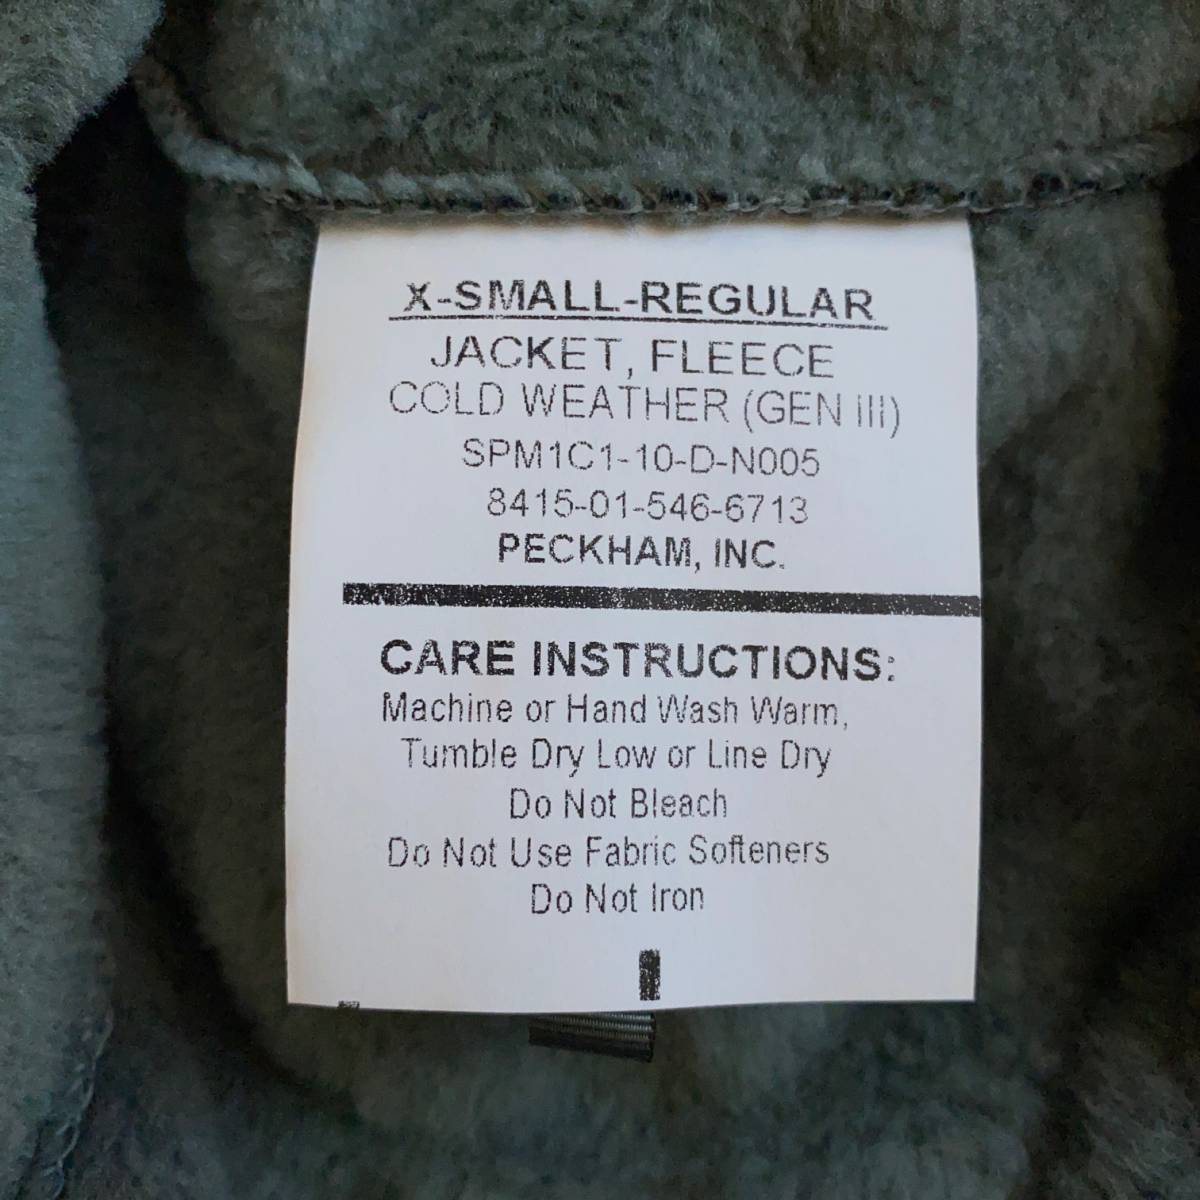 X-SMALL-REGULAR
JACKET, FLEECE
COLD WEATHER (GEN III)
SPM1C1-10-D-N005
8415-01-546-6713
PECKHAM, INC.
CARE INSTRUCTIONS:
Machine or Hand Wash Warm,
Tumble Dry Low or Line Dry
Do Not Bleach
Do Not Use Fabric Softeners
Do Not Iron